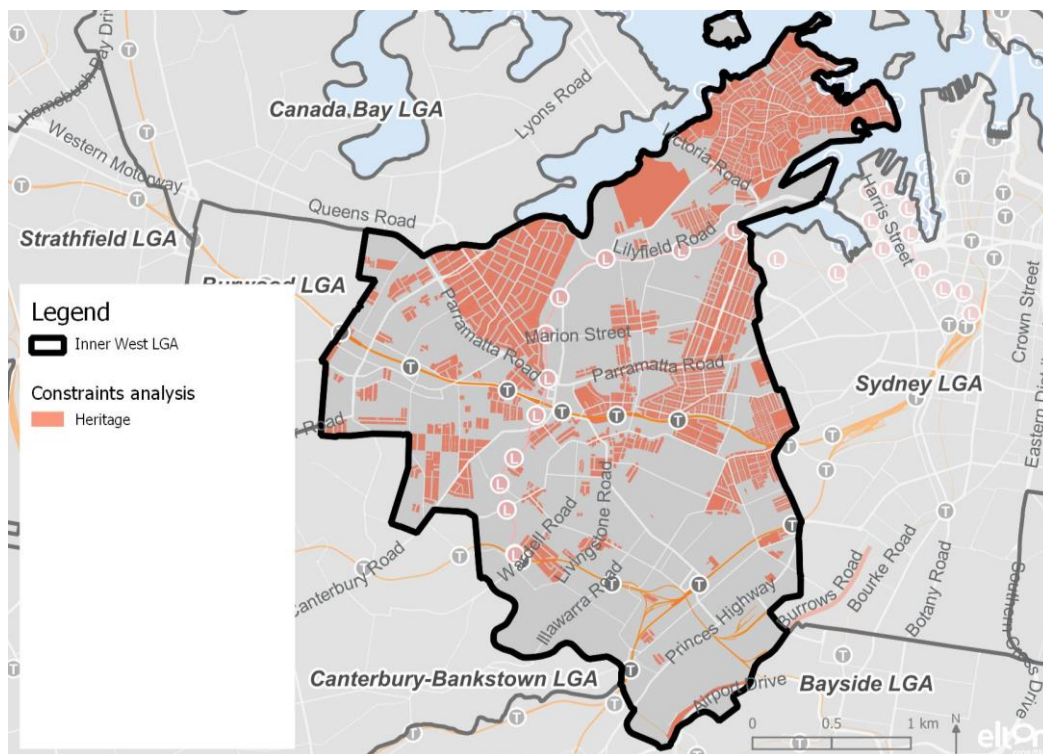 Homebush Bay Drive
Canada Bay LGA
Lyons Road
Western Motorway
Victoria Road
Queens Road
Harris Street
Strathfield LGA
Lilyfield Road
Burwood LGA
Crown Street
Legend
Inner West LGA
Parramatta Road
Marion Street
Parramatta Road
Constraints analysis
Heritage
Sydney LGA
Road
Livingstone Road
Wardell Road
Canterbury Road
Illawarra Road
Princes Highway
Burrows Road
Bourke Road
Botany Road
Southern Cross Drive
Canterbury-Bankstown LGA
Airport Drive
Bayside LGA
0 0.5 1 km
N
T
L